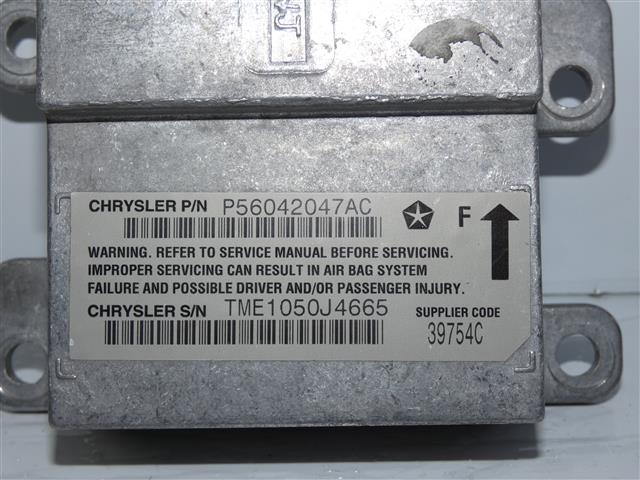 WJ
CHRYSLER P/N P56042047AC
F
WARNING. REFER TO SERVICE MANUAL BEFORE SERVICING.
IMPROPER SERVICING CAN RESULT IN AIR BAG SYSTEM
FAILURE AND POSSIBLE DRIVER AND/OR PASSENGER INJURY.
CHRYSLER S/N TME1050J4665
SUPPLIER CODE
39754C